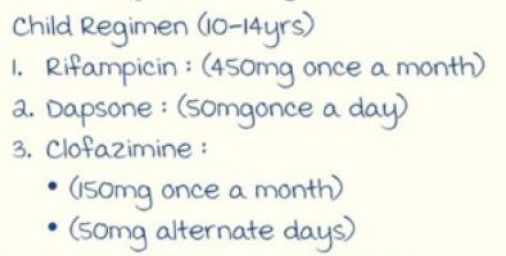 Child Regimen (10-14yrs)
1. Rifampicin : (450mg once a month)
2. Dapsone : (50mgonce a day)
3. Clofazimine :
• (150mg once a month)
• (50mg alternate days)